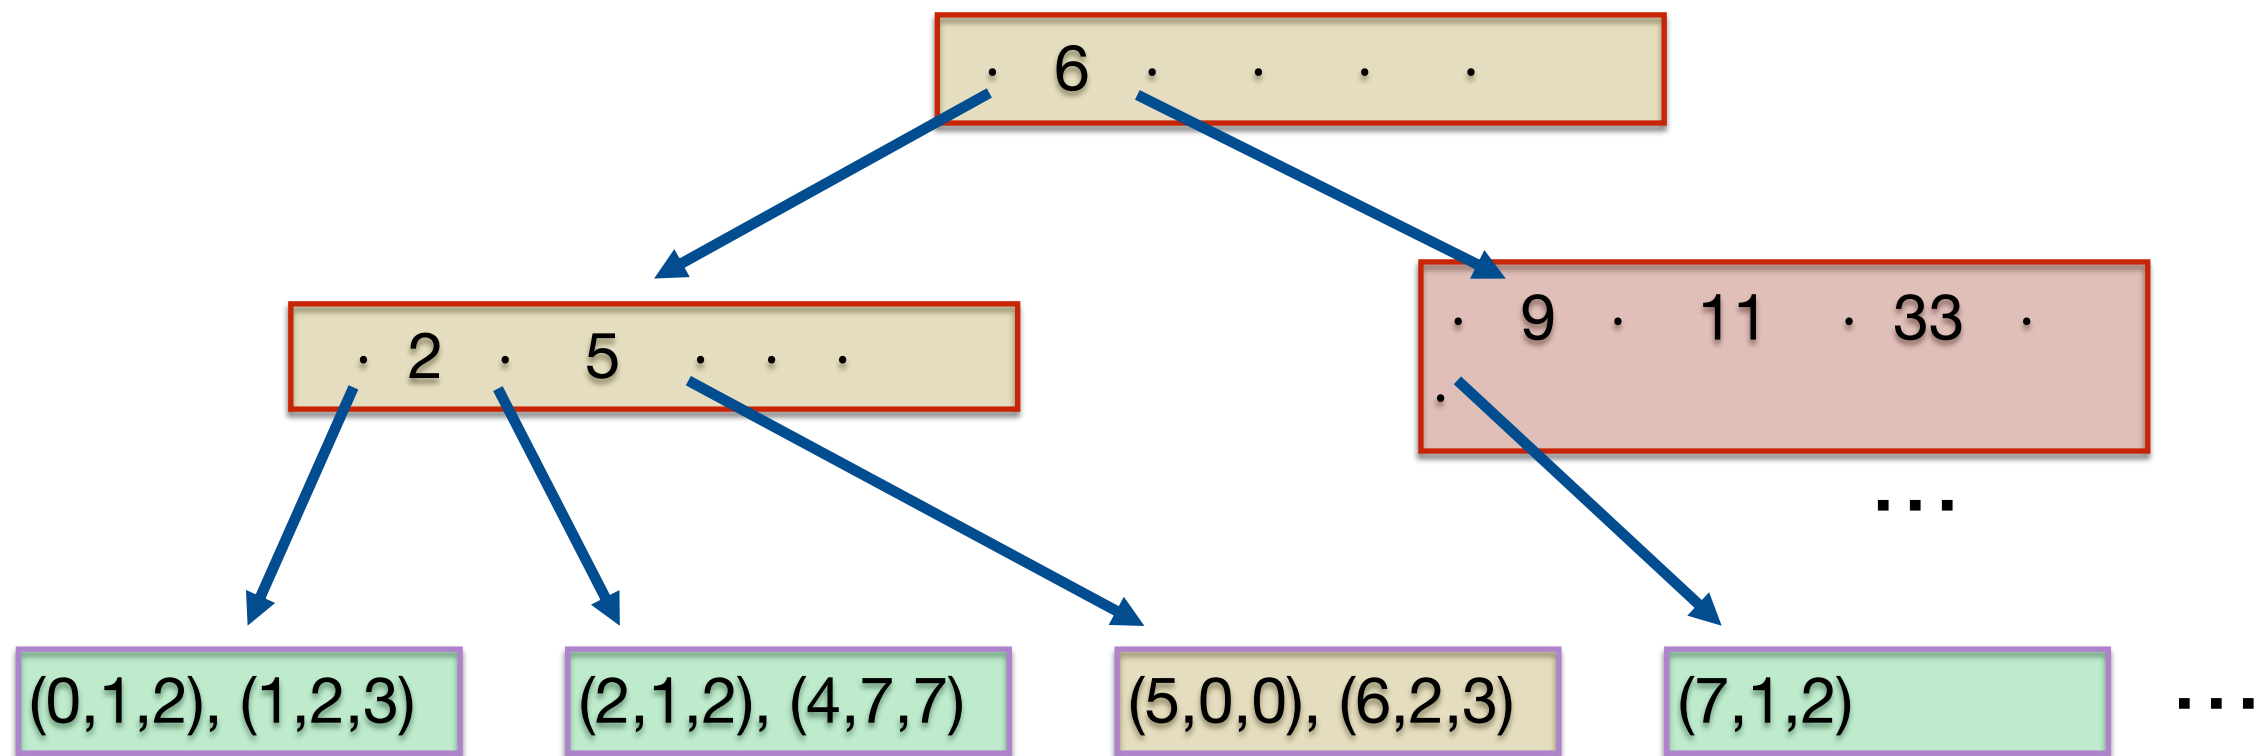 · 6 · · · ·
· 2 · 5 · · ·
· 9 · 11 · 33 ·
·
...
(0,1,2), (1,2,3)
(2,1,2), (4,7,7)
(5,0,0), (6,2,3)
(7,1,2)
...